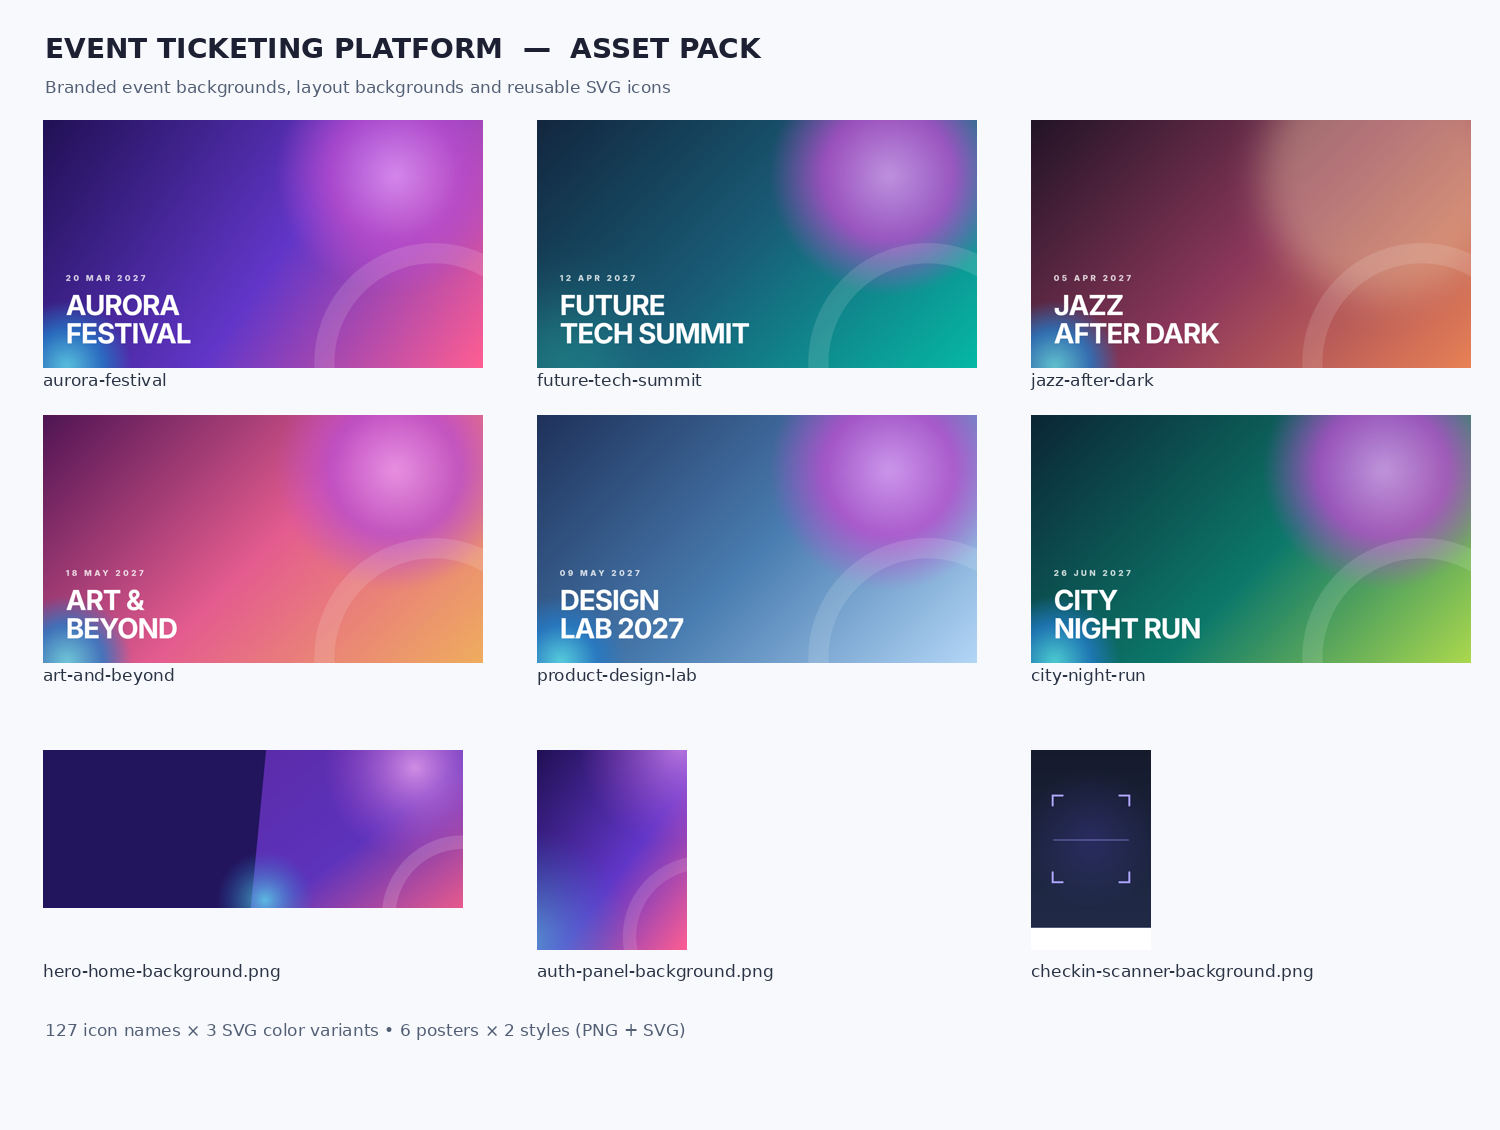 EVENT TICKETING PLATFORM — ASSET PACK
Branded event backgrounds, layout backgrounds and reusable SVG icons
20 MAR 2027
AURORA
FESTIVAL
aurora-festival
12 APR 2027
FUTURE
TECH SUMMIT
future-tech-summit
05 APR 2027
JAZZ
AFTER DARK
jazz-after-dark
18 MAY 2027
ART &
BEYOND
art-and-beyond
09 MAY 2027
DESIGN
LAB 2027
product-design-lab
26 JUN 2027
CITY
NIGHT RUN
city-night-run
hero-home-background.png
auth-panel-background.png
checkin-scanner-background.png
127 icon names × 3 SVG color variants • 6 posters × 2 styles (PNG + SVG)